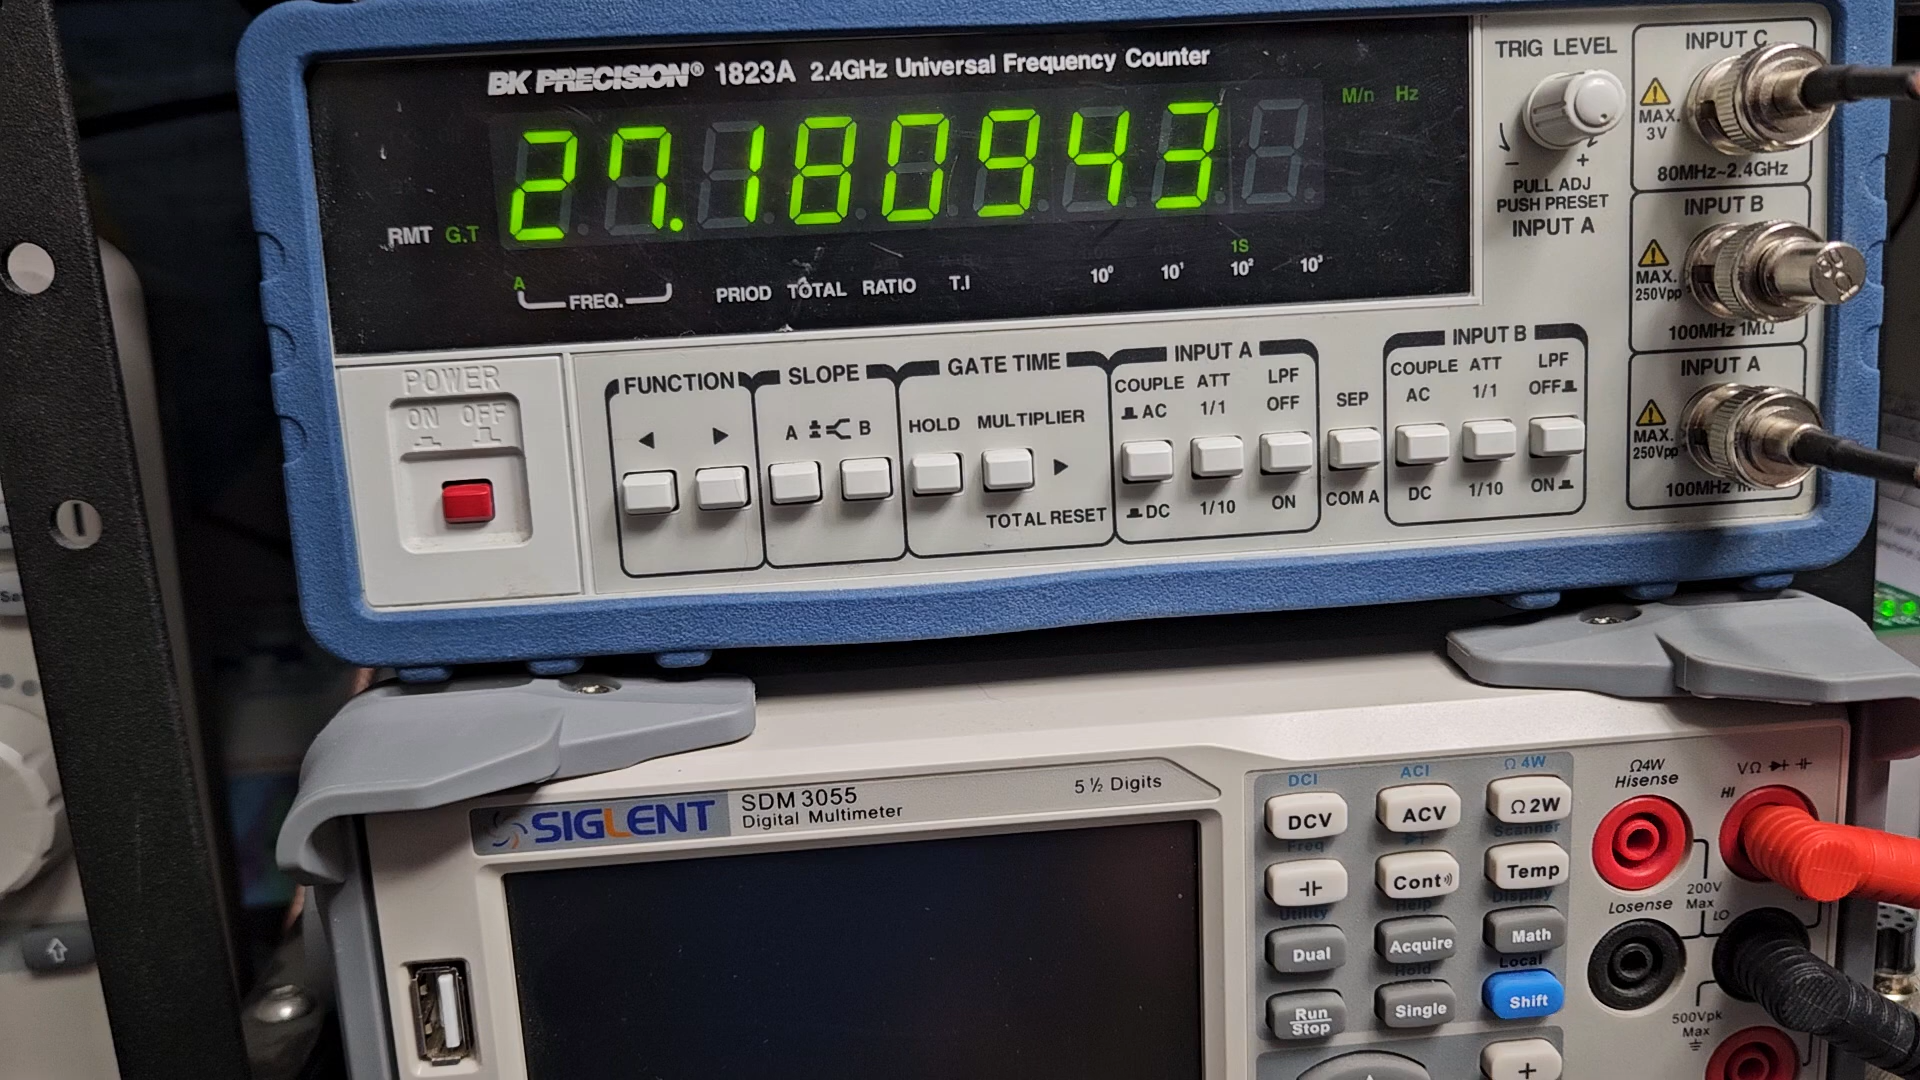 BK PRECISION® 1823A 2.4GHz Universal Frequency Counter
27.180943
M/n Hz
RMT G.T
A
FREQ.
PRIOD TOTAL RATIO T.I
1S
10⁰ 10¹ 10² 10³
TRIG LEVEL
- +
PULL ADJ
PUSH PRESET
INPUT A
INPUT C
MAX.
3V
80MHz~2.4GHz
INPUT B
MAX.
250Vpp
100MHz 1MΩ
INPUT A
MAX.
250Vpp
100MHz
POWER
ON OFF
FUNCTION
SLOPE
A B
GATE TIME
HOLD MULTIPLIER
TOTAL RESET
INPUT A
COUPLE ATT LPF
AC 1/1 OFF
DC 1/10 ON
SEP
COM A
INPUT B
COUPLE ATT LPF
AC 1/1 OFF
DC 1/10 ON
SIGLENT
SDM 3055
Digital Multimeter
5 ½ Digits
DCI ACI Ω 4W
DCV ACV Ω 2W
Freq Scanner
Cont Temp
Utility Help Display
Dual Acquire Math
Hold Local
Run
Stop
Single Shift
+
Ω4W
Hisense
VΩ
HI
200V
Max
Losense
LO
500Vpk
Max